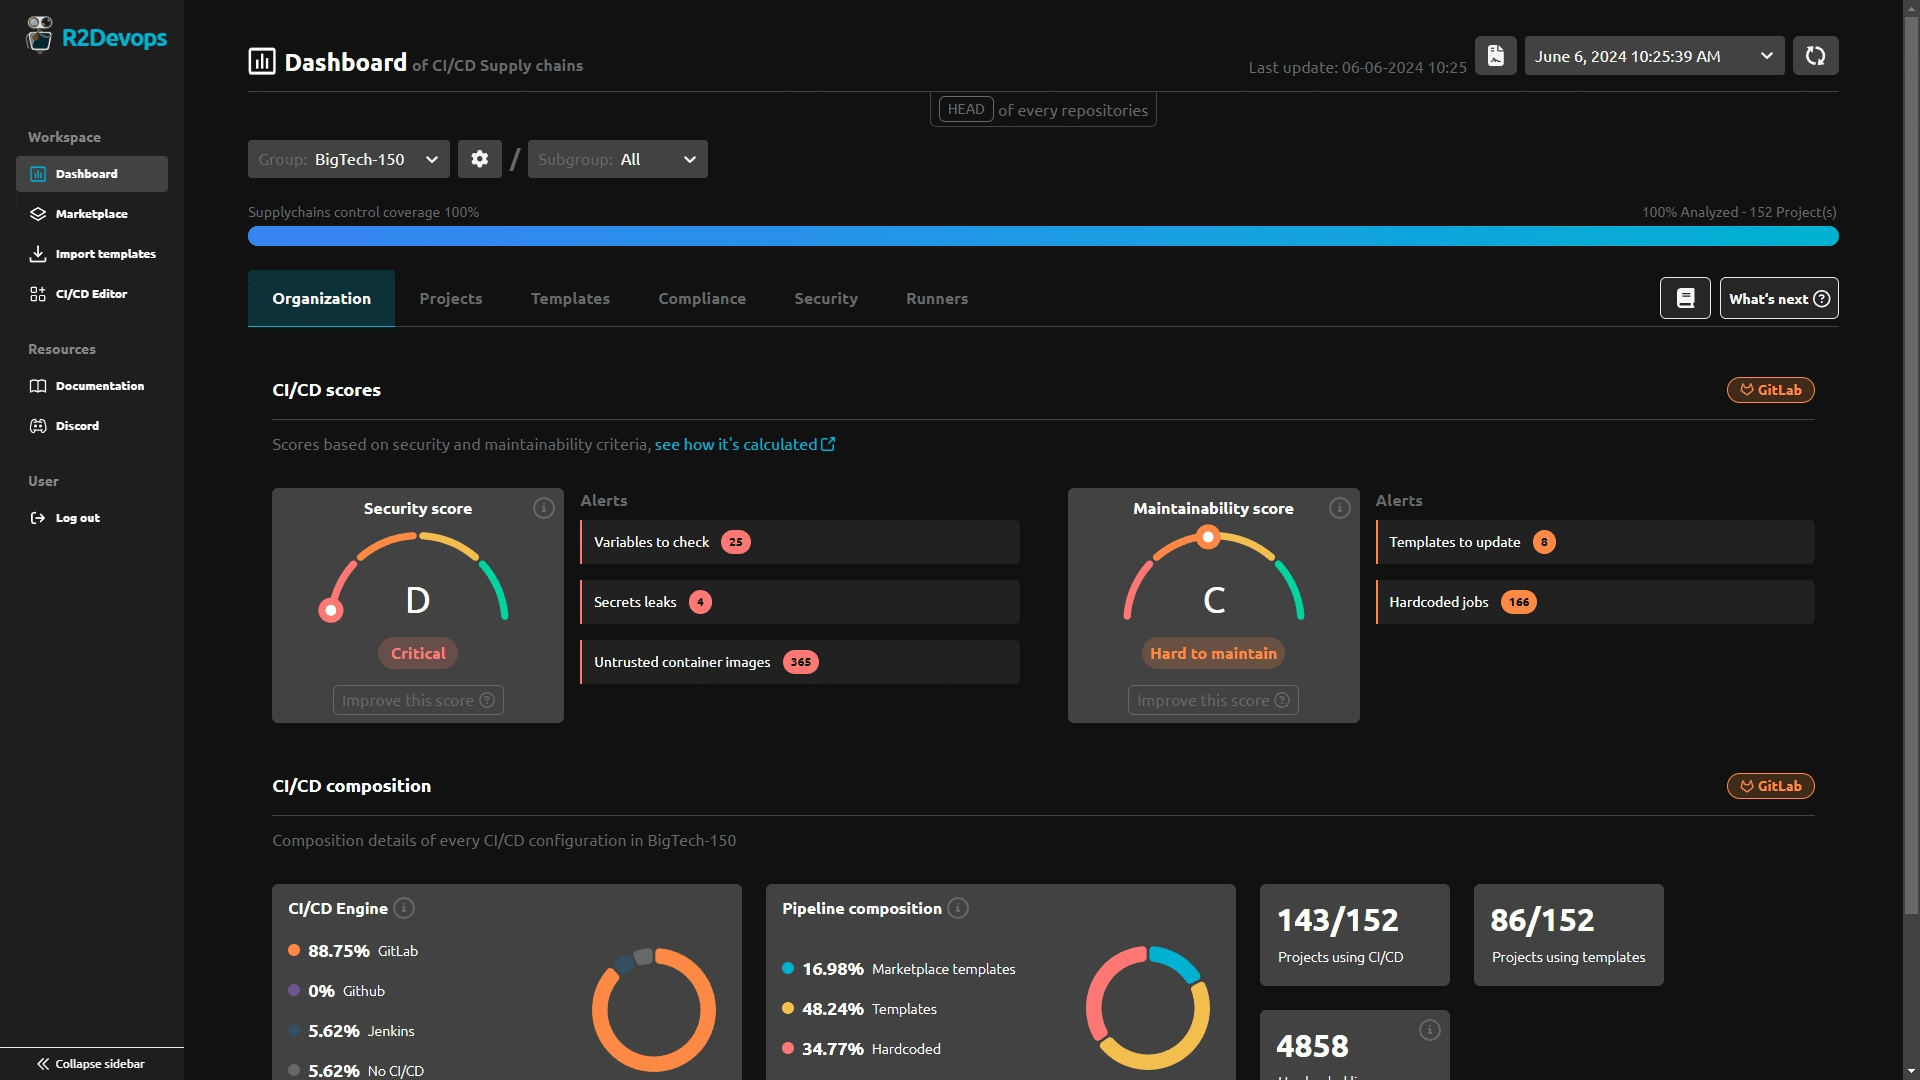 R2Devops
Workspace
Dashboard
Marketplace
Import templates
CI/CD Editor
Resources
Documentation
Discord
User
Log out
Collapse sidebar
Dashboard of CI/CD Supply chains
Last update: 06-06-2024 10:25
June 6, 2024 10:25:39 AM
HEAD of every repositories
Group: BigTech-150 / Subgroup: All
Supplychains control coverage 100%
100% Analyzed - 152 Project(s)
Organization Projects Templates Compliance Security Runners
What's next
CI/CD scores
GitLab
Scores based on security and maintainability criteria, see how it's calculated
Security score
D
Critical
Improve this score
Alerts
Variables to check 25
Secrets leaks 4
Untrusted container images 365
Maintainability score
C
Hard to maintain
Improve this score
Alerts
Templates to update 8
Hardcoded jobs 166
CI/CD composition
GitLab
Composition details of every CI/CD configuration in BigTech-150
CI/CD Engine
88.75% GitLab
0% Github
5.62% Jenkins
5.62% No CI/CD
Pipeline composition
16.98% Marketplace templates
48.24% Templates
34.77% Hardcoded
143/152
Projects using CI/CD
86/152
Projects using templates
4858